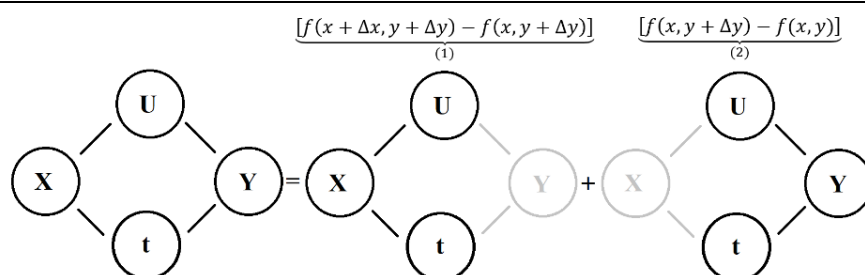 [f(x + Δx, y + Δy) − f(x, y + Δy)] [f(x, y + Δy) − f(x, y)]
(1) (2)
U U U
X Y = X Y + X Y
t t t